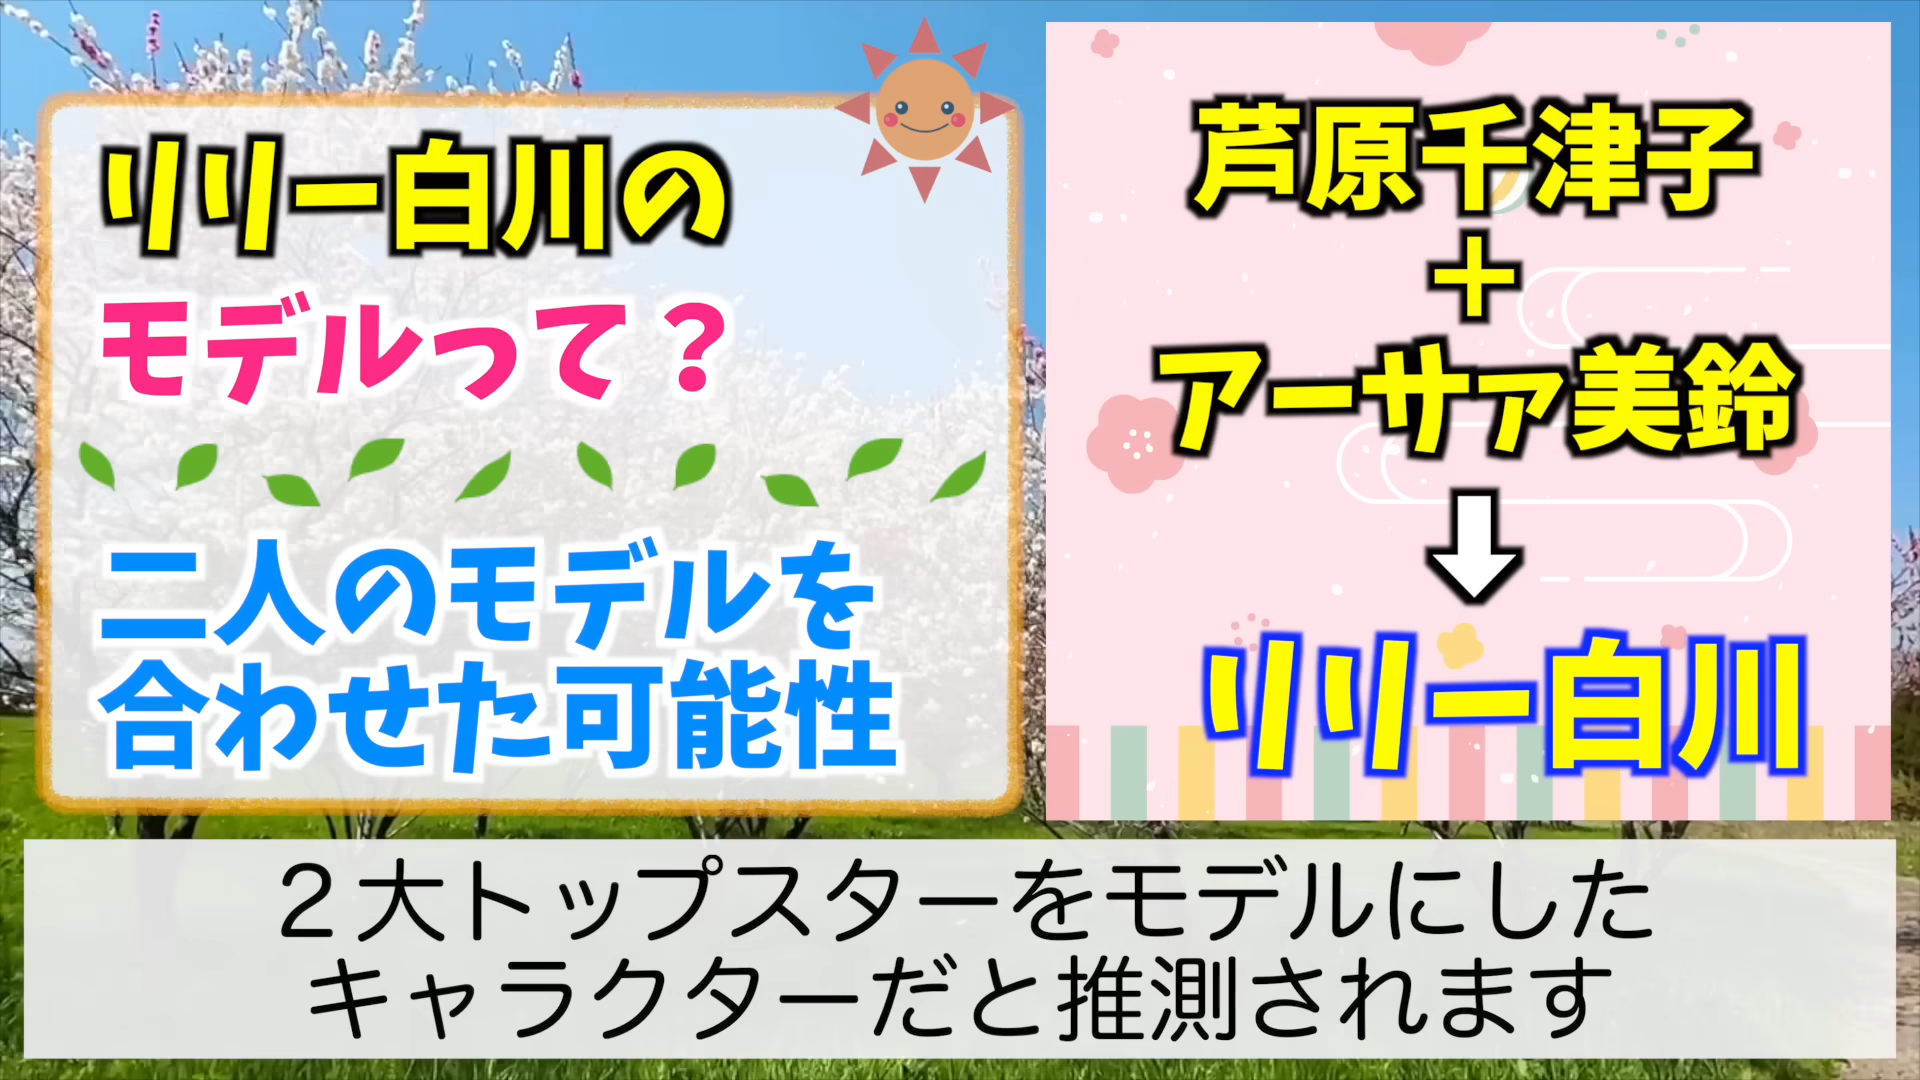 リリー白川の
モデルって？
二人のモデルを
合わせた可能性
芦原千津子
＋
アーサァ美鈴
リリー白川
２大トップスターをモデルにした
キャラクターだと推測されます